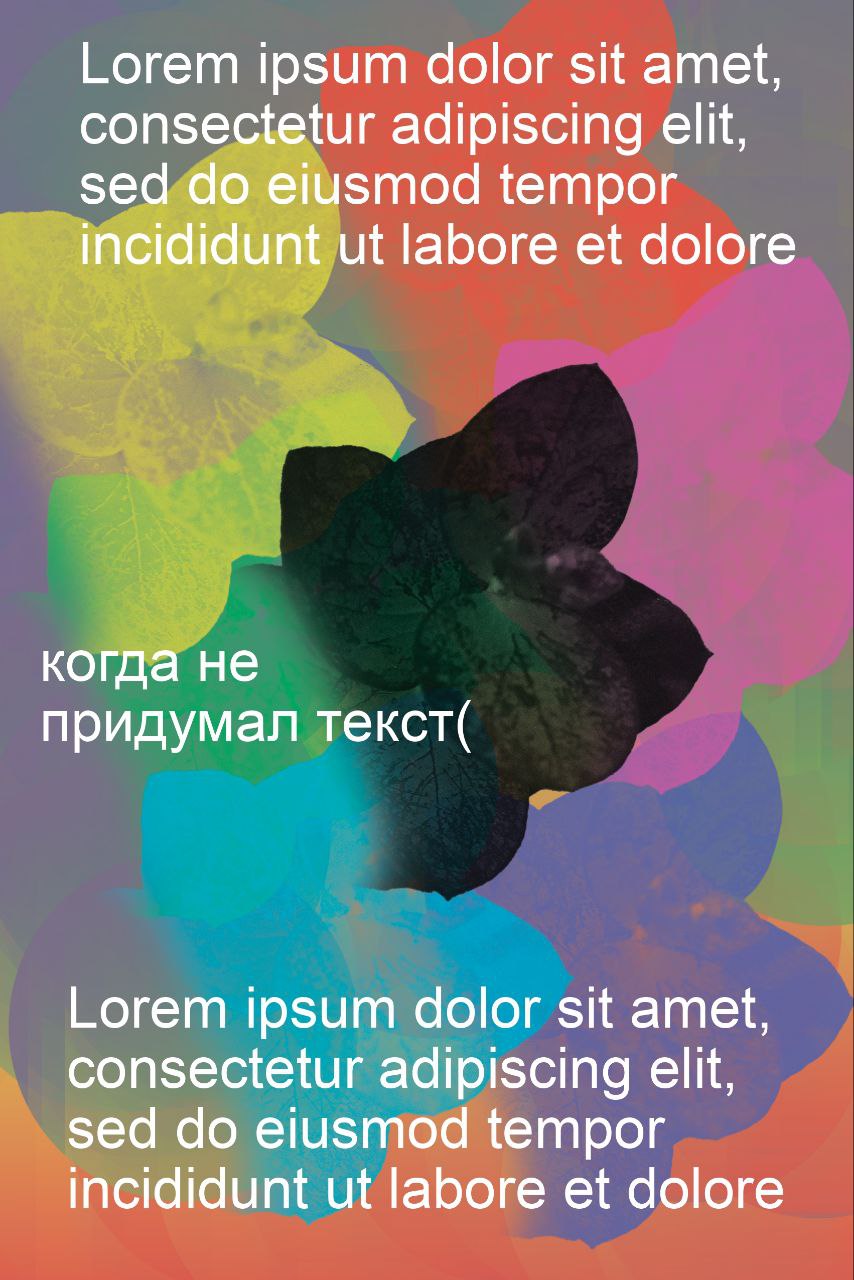 Lorem ipsum dolor sit amet,
consectetur adipiscing elit,
sed do eiusmod tempor
incididunt ut labore et dolore
когда не
придумал текст(
Lorem ipsum dolor sit amet,
consectetur adipiscing elit,
sed do eiusmod tempor
incididunt ut labore et dolore